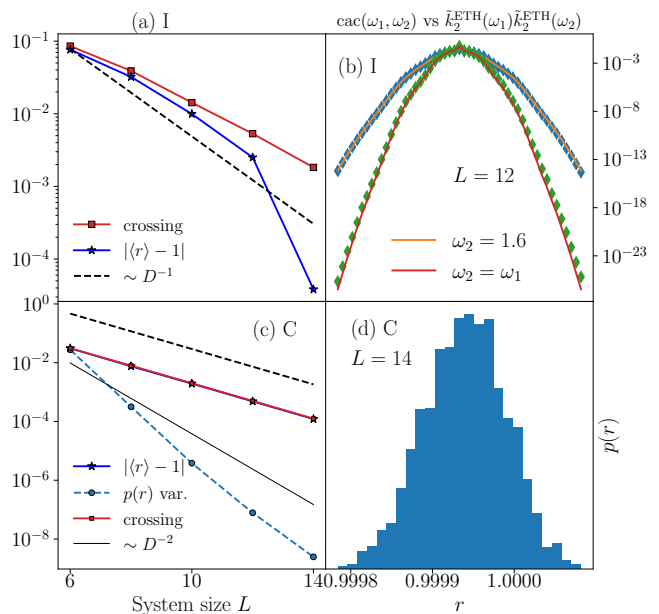 (a) I
cac(ω₁, ω₂) vs k̃₂ᴱᵀᴴ(ω₁)k̃₂ᴱᵀᴴ(ω₂)
10⁻¹
10⁻²
10⁻³
10⁻⁴
crossing
|⟨r⟩ − 1|
∼ D⁻¹
(b) I
L = 12
ω₂ = 1.6
ω₂ = ω₁
10⁻³
10⁻⁸
10⁻¹³
10⁻¹⁸
10⁻²³
(c) C
10⁰
10⁻²
10⁻⁴
10⁻⁶
10⁻⁸
|⟨r⟩ − 1|
p(r) var.
crossing
∼ D⁻²
6
10
14
System size L
(d) C
L = 14
p(r)
0.9998
0.9999
1.0000
r